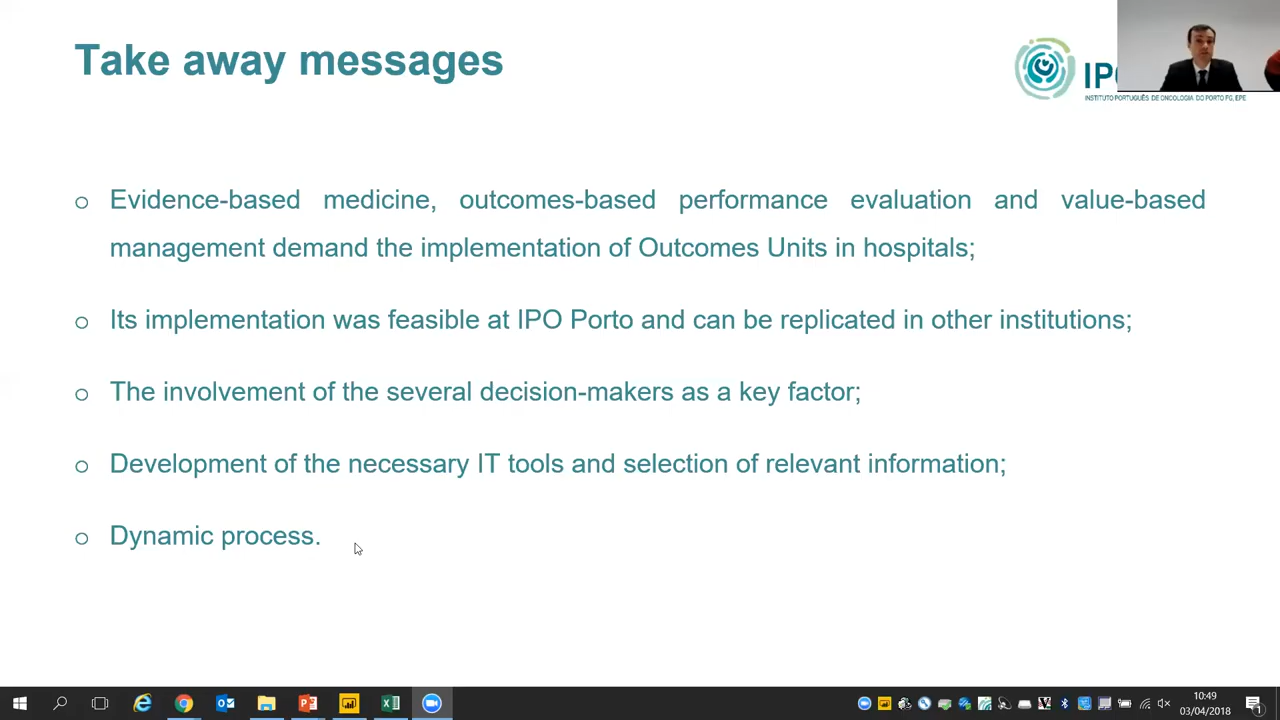 Take away messages
INSTITUTO PORTUGUÊS DE ONCOLOGIA DO PORTO FG, EPE
o Evidence-based medicine, outcomes-based performance evaluation and value-based
management demand the implementation of Outcomes Units in hospitals;
o Its implementation was feasible at IPO Porto and can be replicated in other institutions;
o The involvement of the several decision-makers as a key factor;
o Development of the necessary IT tools and selection of relevant information;
o Dynamic process.
10:49
03/04/2018